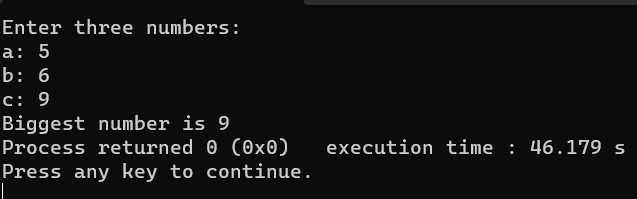 Enter three numbers:
a: 5
b: 6
c: 9
Biggest number is 9
Process returned 0 (0x0)   execution time : 46.179 s
Press any key to continue.